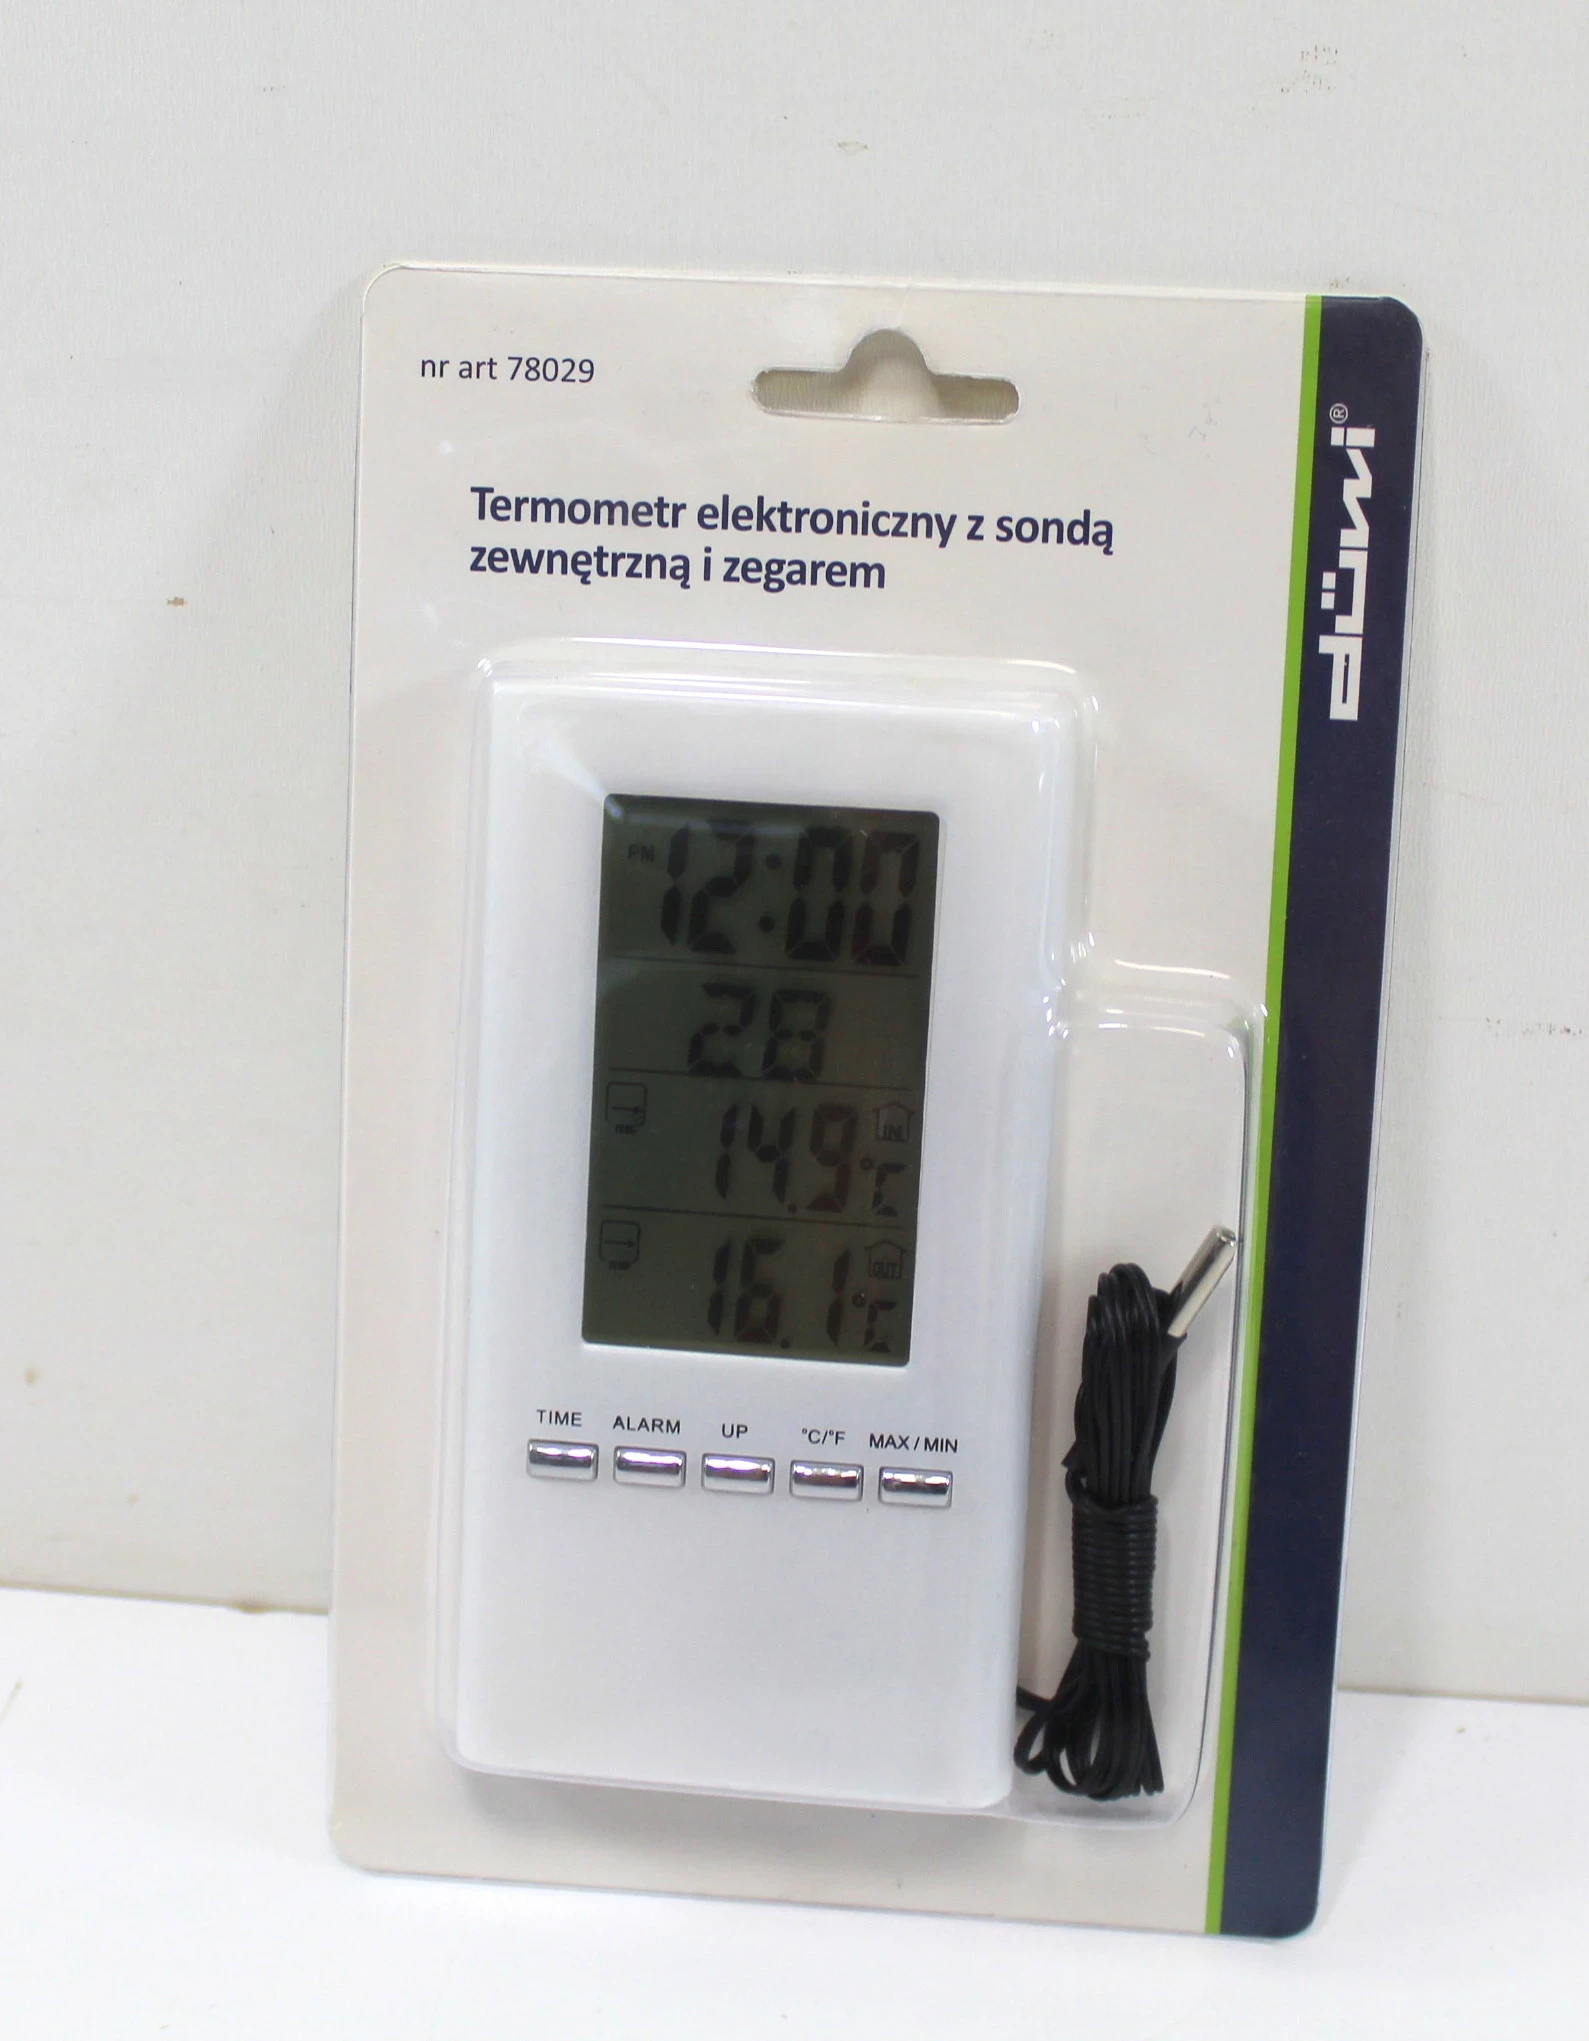 nr art 78029
Termometr elektroniczny z sondą
zewnętrzną i zegarem
PM 12:00
28
14.9 °C IN
16.1 °C OUT
TIME ALARM UP °C/°F MAX / MIN